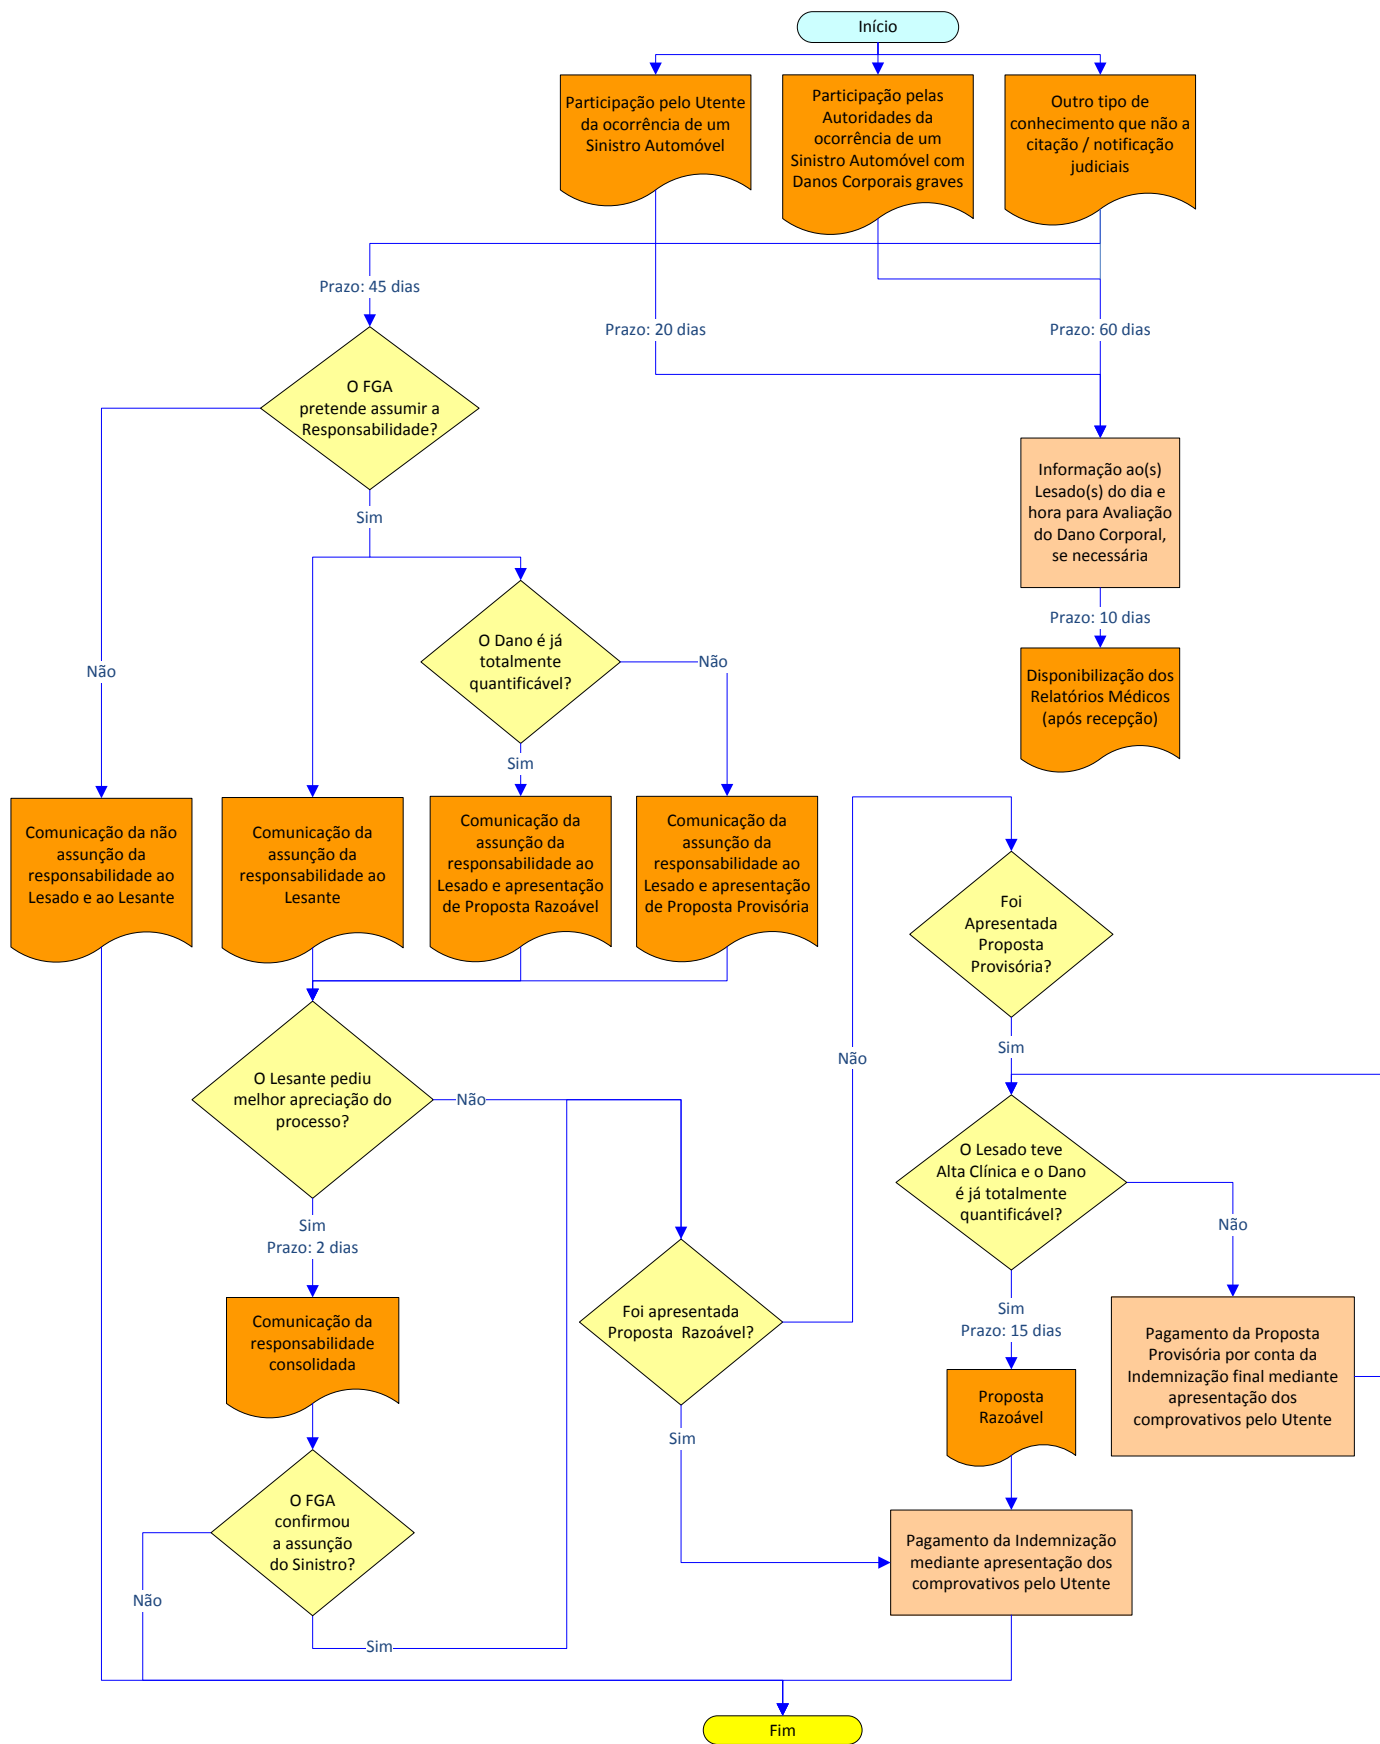 Início
Participação pelo Utente
da ocorrência de um
Sinistro Automóvel
Participação pelas
Autoridades da
ocorrência de um
Sinistro Automóvel com
Danos Corporais graves
Outro tipo de
conhecimento que não a
citação / notificação
judiciais
Prazo: 45 dias
Prazo: 20 dias
Prazo: 60 dias
O FGA
pretende assumir a
Responsabilidade?
Informação ao(s)
Lesado(s) do dia e
hora para Avaliação
do Dano Corporal,
se necessária
Sim
Prazo: 10 dias
O Dano é já
totalmente
quantificável?
Não
Não
Disponibilização dos
Relatórios Médicos
(após recepção)
Sim
Comunicação da não
assunção da
responsabilidade ao
Lesado e ao Lesante
Comunicação da
assunção da
responsabilidade ao
Lesante
Comunicação da
assunção da
responsabilidade ao
Lesado e apresentação
de Proposta Razoável
Comunicação da
assunção da
responsabilidade ao
Lesado e apresentação
de Proposta Provisória
Foi
Apresentada
Proposta
Provisória?
Sim
Não
O Lesante pediu
melhor apreciação do
processo?
Não
O Lesado teve
Alta Clínica e o Dano
é já totalmente
quantificável?
Não
Sim
Prazo: 2 dias
Sim
Prazo: 15 dias
Comunicação da
responsabilidade
consolidada
Foi apresentada
Proposta  Razoável?
Pagamento da Proposta
Provisória por conta da
Indemnização final mediante
apresentação dos
comprovativos pelo Utente
Proposta
Razoável
Sim
O FGA
confirmou
a assunção
do Sinistro?
Pagamento da Indemnização
mediante apresentação dos
comprovativos pelo Utente
Não
Sim
Fim